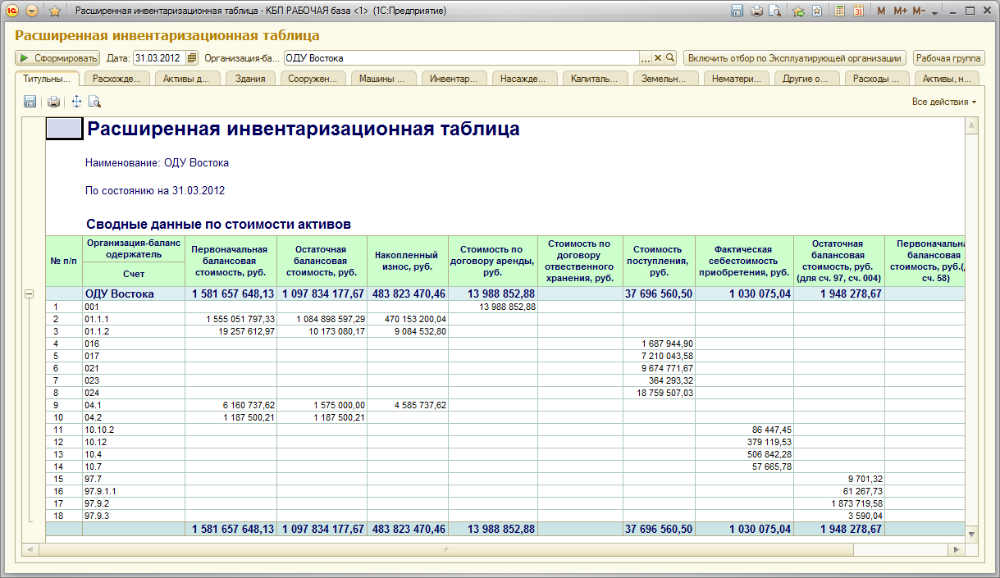 Расширенная инвентаризационная таблица - КБП РАБОЧАЯ база <1> (1С:Предприятие)
M M+ M-
Расширенная инвентаризационная таблица
Сформировать Дата: 31.03.2012 Организация-ба... ОДУ Востока ... Включить отбор по Эксплуатирующей организации Рабочая группа
Титульны... Расхожде... Активы д... Здания Сооружен... Машины ... Инвентар... Насажде... Капиталь... Земельн... Нематери... Другие о... Расходы ... Активы, н...
Все действия
Расширенная инвентаризационная таблица
Наименование: ОДУ Востока
По состоянию на 31.03.2012
Сводные данные по стоимости активов
№ п/п
Организация-баланс
одержатель
Счет
Первоначальная
балансовая
стоимость, руб.
Остаточная
балансовая
стоимость, руб.
Накопленный
износ, руб.
Стоимость по
договору аренды,
руб.
Стоимость по
договору
отвественного
хранения, руб.
Стоимость
поступления,
руб.
Фактическая
себестоимость
приобретения, руб.
Остаточная
балансовая
стоимость, руб.
(для сч. 97, сч. 004)
Первоначальна
балансовая
стоимость, руб.(д
сч. 58)
ОДУ Востока 1 581 657 648,13 1 097 834 177,67 483 823 470,46 13 988 852,88 37 696 560,50 1 030 075,04 1 948 278,67
1 001 13 988 852,88
2 01.1.1 1 555 051 797,33 1 084 898 597,29 470 153 200,04
3 01.1.2 19 257 612,97 10 173 080,17 9 084 532,80
4 016 1 687 944,90
5 017 7 210 043,58
6 021 9 674 771,67
7 023 364 293,32
8 024 18 759 507,03
9 04.1 6 160 737,62 1 575 000,00 4 585 737,62
10 04.2 1 187 500,21 1 187 500,21
11 10.10.2 86 447,45
12 10.12 379 119,53
13 10.4 506 842,28
14 10.7 57 665,78
15 97.7 9 701,32
16 97.9.1.1 61 267,73
17 97.9.2 1 873 719,58
18 97.9.3 3 590,04
1 581 657 648,13 1 097 834 177,67 483 823 470,46 13 988 852,88 37 696 560,50 1 030 075,04 1 948 278,67